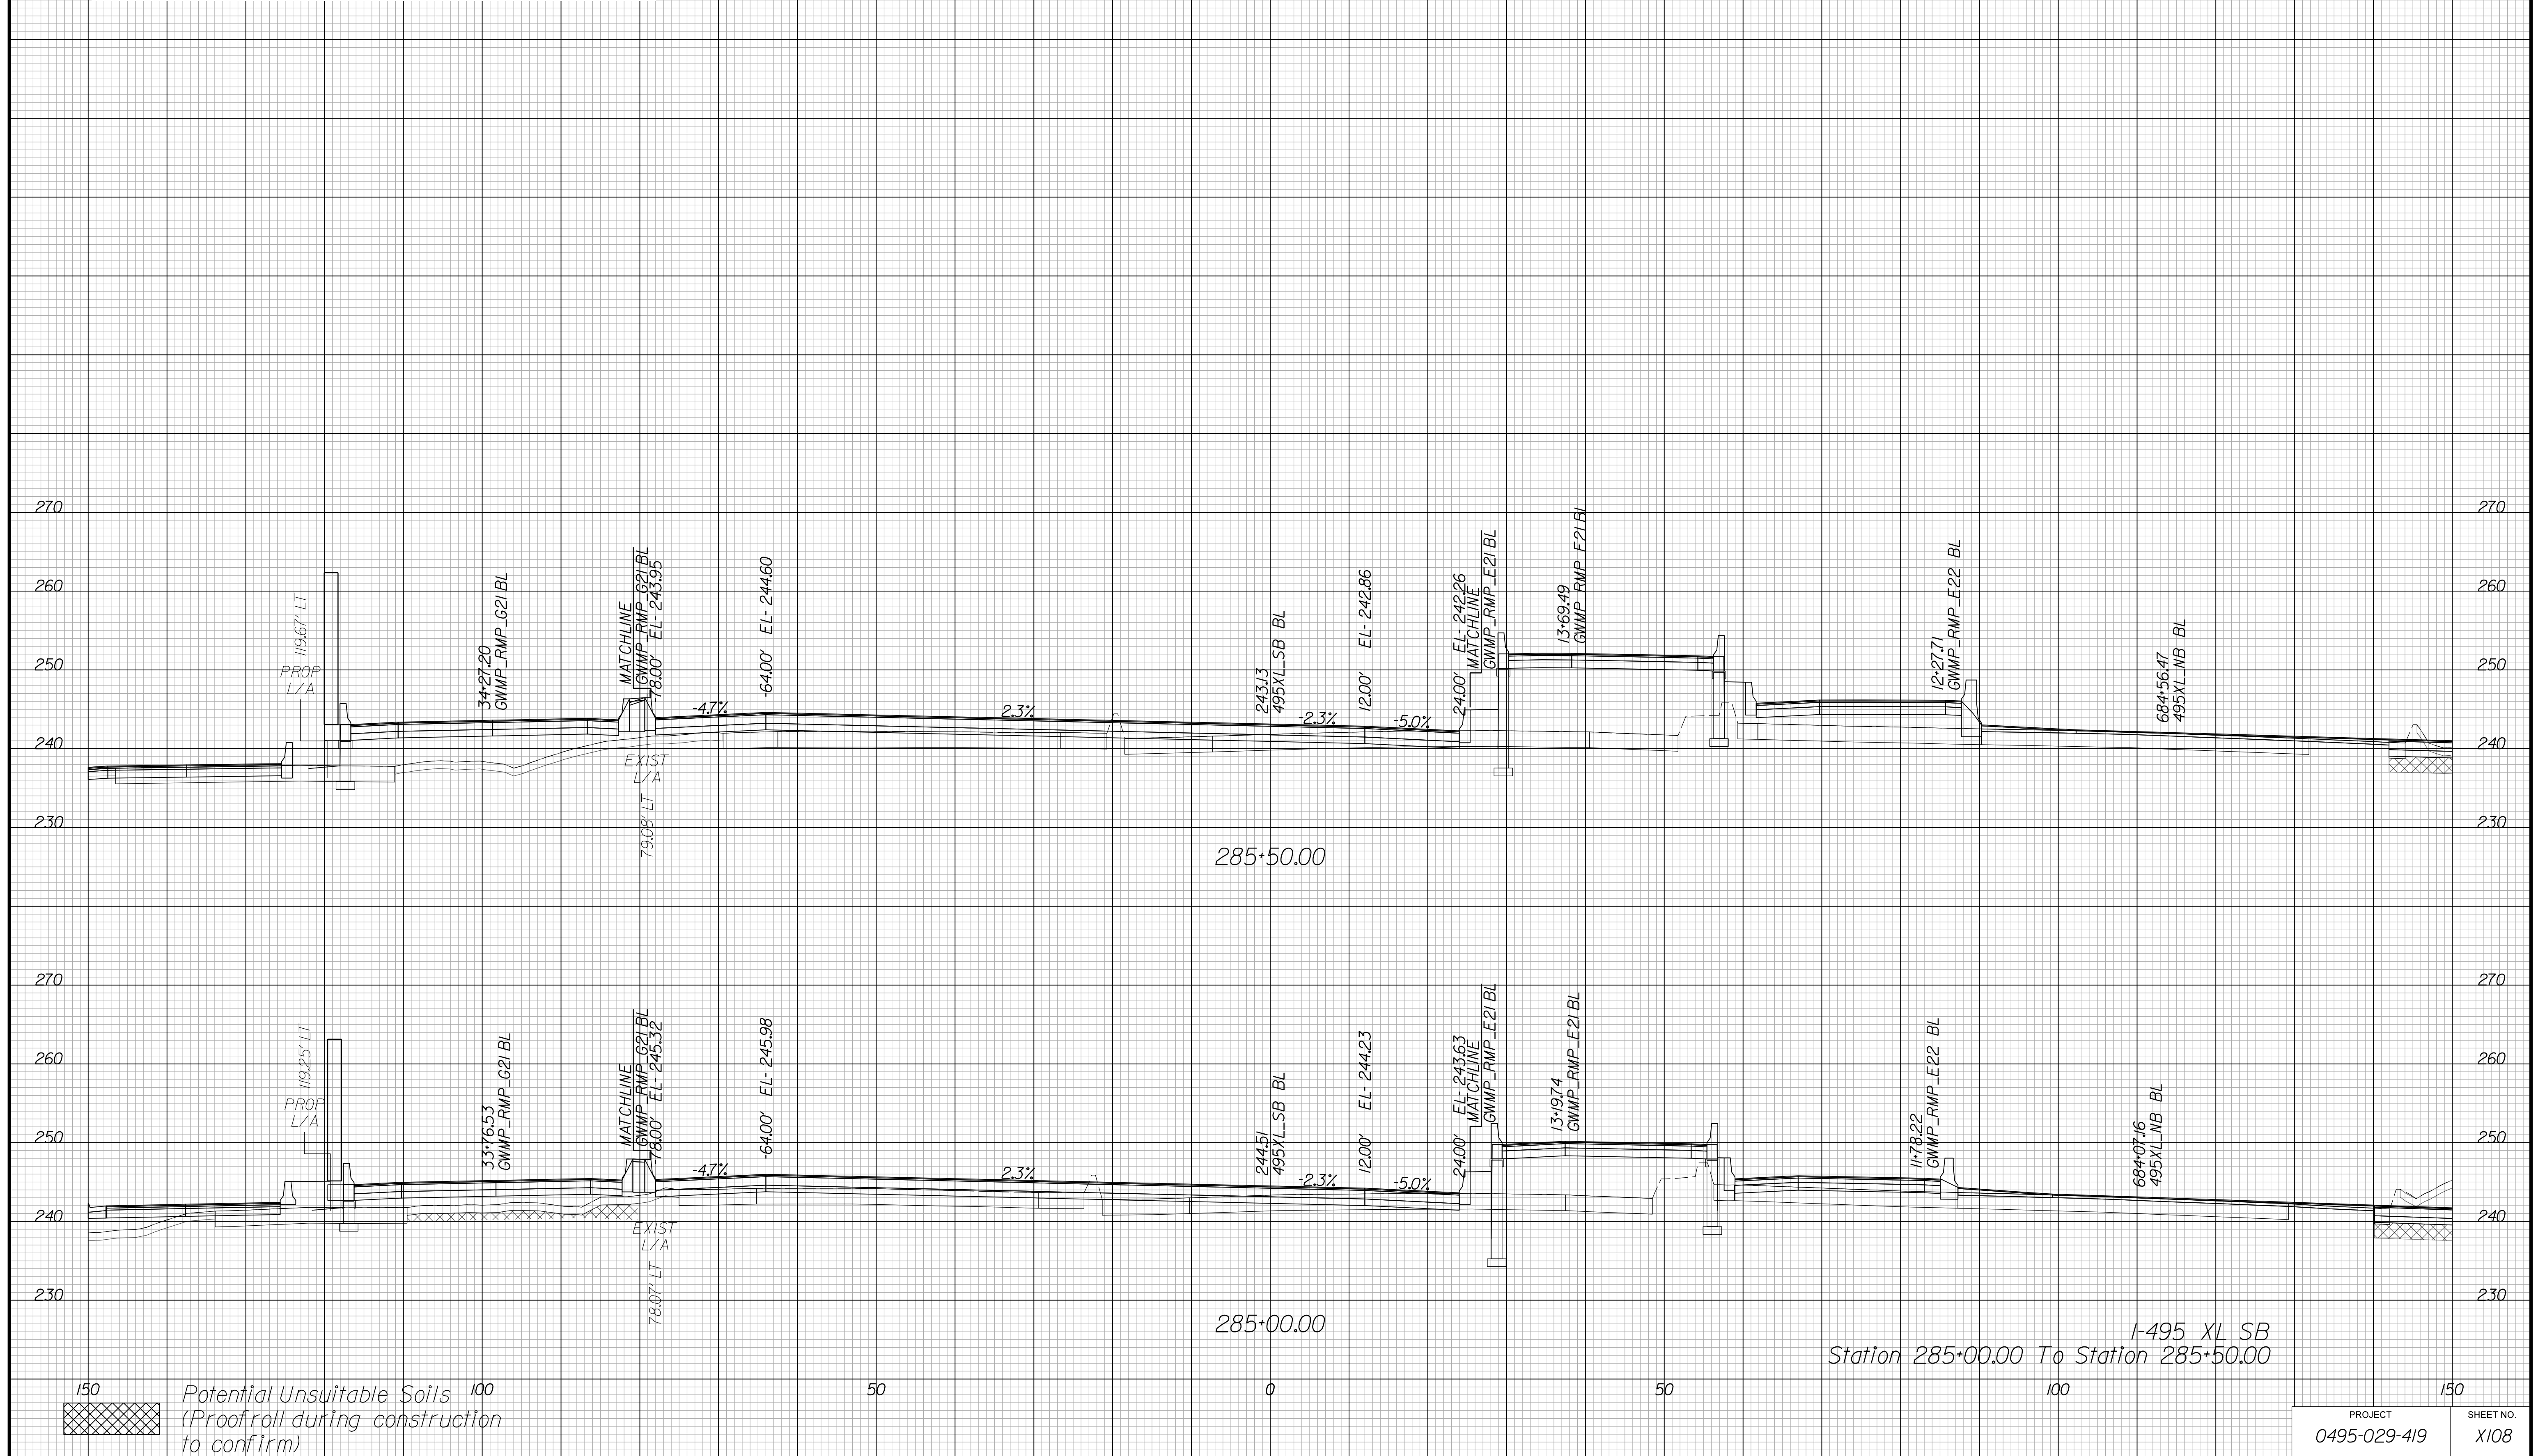 270
270
260
260
250
250
240
240
230
230
119.67' LT
PROP
L/A
34+27.20
GWMP_RMP_G21 BL
MATCHLINE
GWMP_RMP_G21 BL
-78.00' EL- 243.95
-4.7%
-64.00' EL- 244.60
2.3%
243.13
495XL_SB BL
-2.3%
12.00' EL- 242.86
-5.0%
24.00' EL- 242.26
MATCHLINE
GWMP_RMP_E21 BL
13+69.49
GWMP_RMP_E21 BL
12+27.71
GWMP_RMP_E22 BL
684+56.47
495XL_NB BL
EXIST
L/A
79.08' LT
285+50.00
270
270
260
260
250
250
240
240
230
230
119.25' LT
PROP
L/A
33+76.53
GWMP_RMP_G21 BL
MATCHLINE
GWMP_RMP_G21 BL
-78.00' EL- 245.32
-4.7%
-64.00' EL- 245.98
2.3%
244.51
495XL_SB BL
-2.3%
12.00' EL- 244.23
-5.0%
24.00' EL- 243.63
MATCHLINE
GWMP_RMP_E21 BL
13+19.74
GWMP_RMP_E21 BL
11+78.22
GWMP_RMP_E22 BL
684+07.16
495XL_NB BL
EXIST
L/A
78.07' LT
285+00.00
I-495 XL SB
Station 285+00.00 To Station 285+50.00
150
100
50
0
50
100
150
Potential Unsuitable Soils
(Proofroll during construction
to confirm)
PROJECT
0495-029-419
SHEET NO.
X108